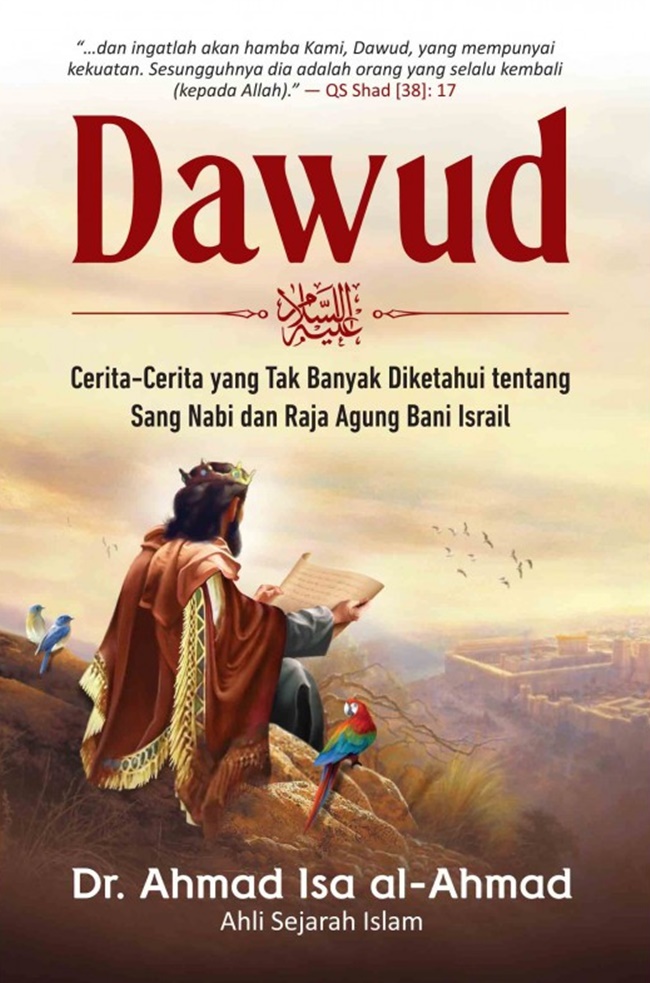 “...dan ingatlah akan hamba Kami, Dawud, yang mempunyai
kekuatan. Sesungguhnya dia adalah orang yang selalu kembali
(kepada Allah).” — QS Shad [38]: 17
Dawud
عليه السلام
Cerita-Cerita yang Tak Banyak Diketahui tentang
Sang Nabi dan Raja Agung Bani Israil
Dr. Ahmad Isa al-Ahmad
Ahli Sejarah Islam